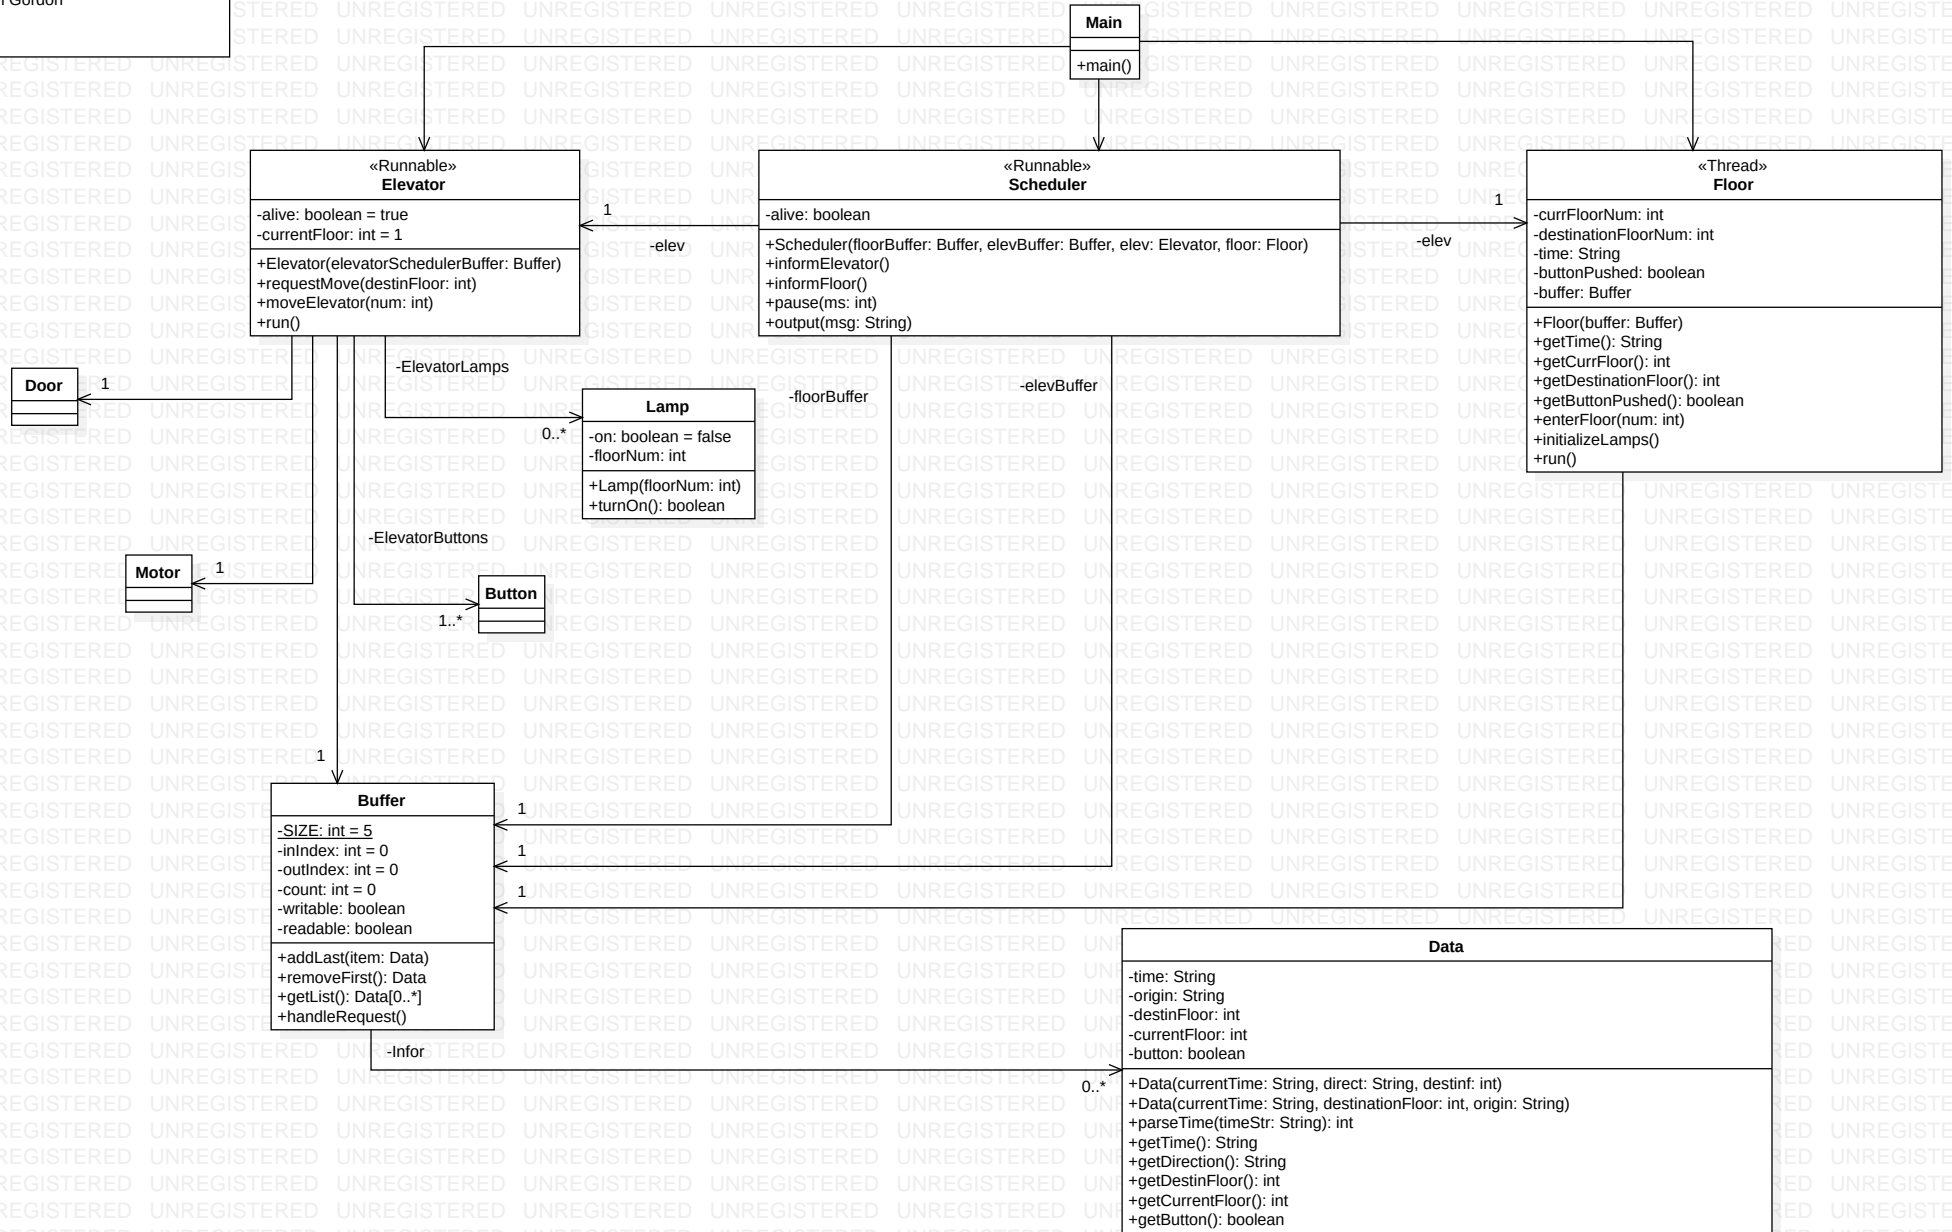 Gordon
Main
+main()
«Runnable»
Elevator
-alive: boolean = true
-currentFloor: int = 1
+Elevator(elevatorSchedulerBuffer: Buffer)
+requestMove(destinFloor: int)
+moveElevator(num: int)
+run()
1
-elev
«Runnable»
Scheduler
-alive: boolean
+Scheduler(floorBuffer: Buffer, elevBuffer: Buffer, elev: Elevator, floor: Floor)
+informElevator()
+informFloor()
+pause(ms: int)
+output(msg: String)
1
-elev
«Thread»
Floor
-currFloorNum: int
-destinationFloorNum: int
-time: String
-buttonPushed: boolean
-buffer: Buffer
+Floor(buffer: Buffer)
+getTime(): String
+getCurrFloor(): int
+getDestinationFloor(): int
+getButtonPushed(): boolean
+enterFloor(num: int)
+initializeLamps()
+run()
Door
1
-ElevatorLamps
0..*
Lamp
-on: boolean = false
-floorNum: int
+Lamp(floorNum: int)
+turnOn(): boolean
-floorBuffer
-elevBuffer
Motor
1
-ElevatorButtons
1..*
Button
1
Buffer
-SIZE: int = 5
-inIndex: int = 0
-outIndex: int = 0
-count: int = 0
-writable: boolean
-readable: boolean
+addLast(item: Data)
+removeFirst(): Data
+getList(): Data[0..*]
+handleRequest()
1
1
1
-Infor
0..*
Data
-time: String
-origin: String
-destinFloor: int
-currentFloor: int
-button: boolean
+Data(currentTime: String, direct: String, destinf: int)
+Data(currentTime: String, destinationFloor: int, origin: String)
+parseTime(timeStr: String): int
+getTime(): String
+getDirection(): String
+getDestinFloor(): int
+getCurrentFloor(): int
+getButton(): boolean
UNREGISTERED